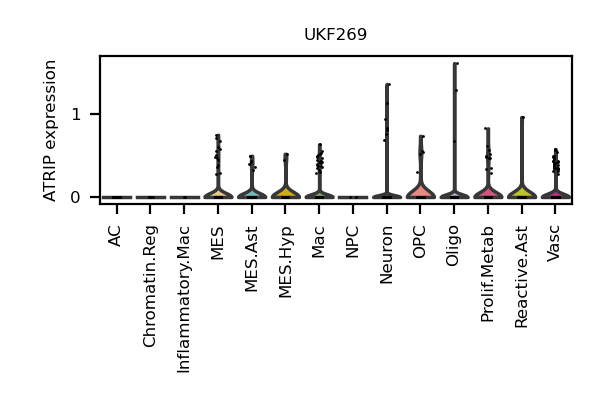 UKF269
ATRIP expression
1
0
AC
Chromatin.Reg
Inflammatory.Mac
MES
MES.Ast
MES.Hyp
Mac
NPC
Neuron
OPC
Oligo
Prolif.Metab
Reactive.Ast
Vasc